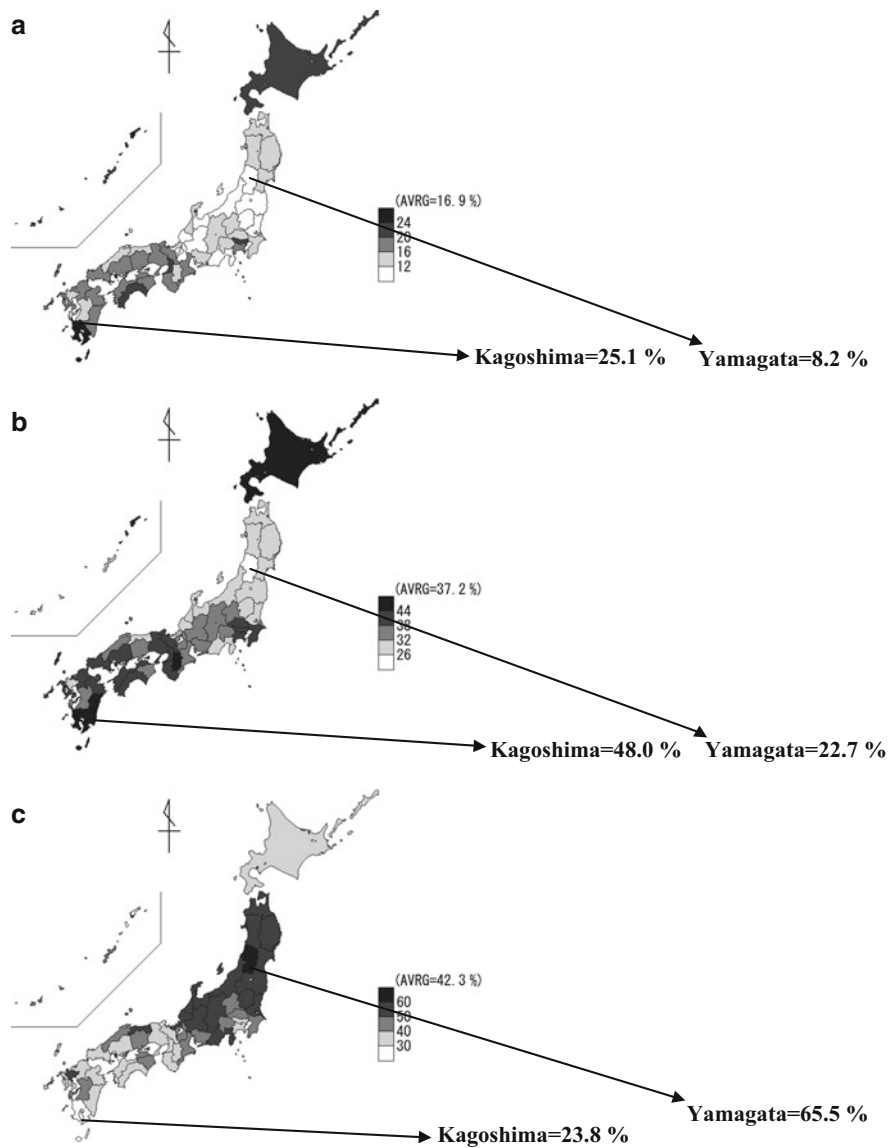 a
(AVRG=16.9 %)
24
20
16
12
Kagoshima=25.1 %
Yamagata=8.2 %
b
(AVRG=37.2 %)
44
38
32
26
Kagoshima=48.0 %
Yamagata=22.7 %
c
(AVRG=42.3 %)
60
50
40
30
Yamagata=65.5 %
Kagoshima=23.8 %